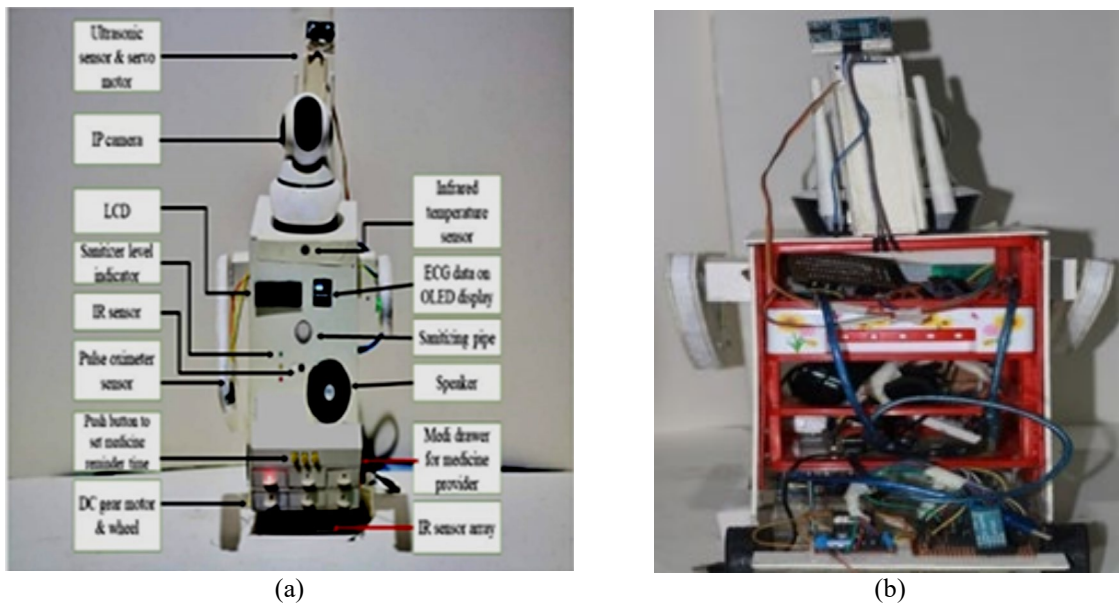 Ultrasonic
sensor & servo
motor
IP camera
LCD
Sanitizer level
indicator
IR sensor
Pulse oximeter
sensor
Push button to
set medicine
reminder time
DC gear motor
& wheel
Infrared
temperature
sensor
ECG data on
OLED display
Sanitizing pipe
Speaker
Medi drawer
for medicine
provider
IR sensor array
(a)
(b)